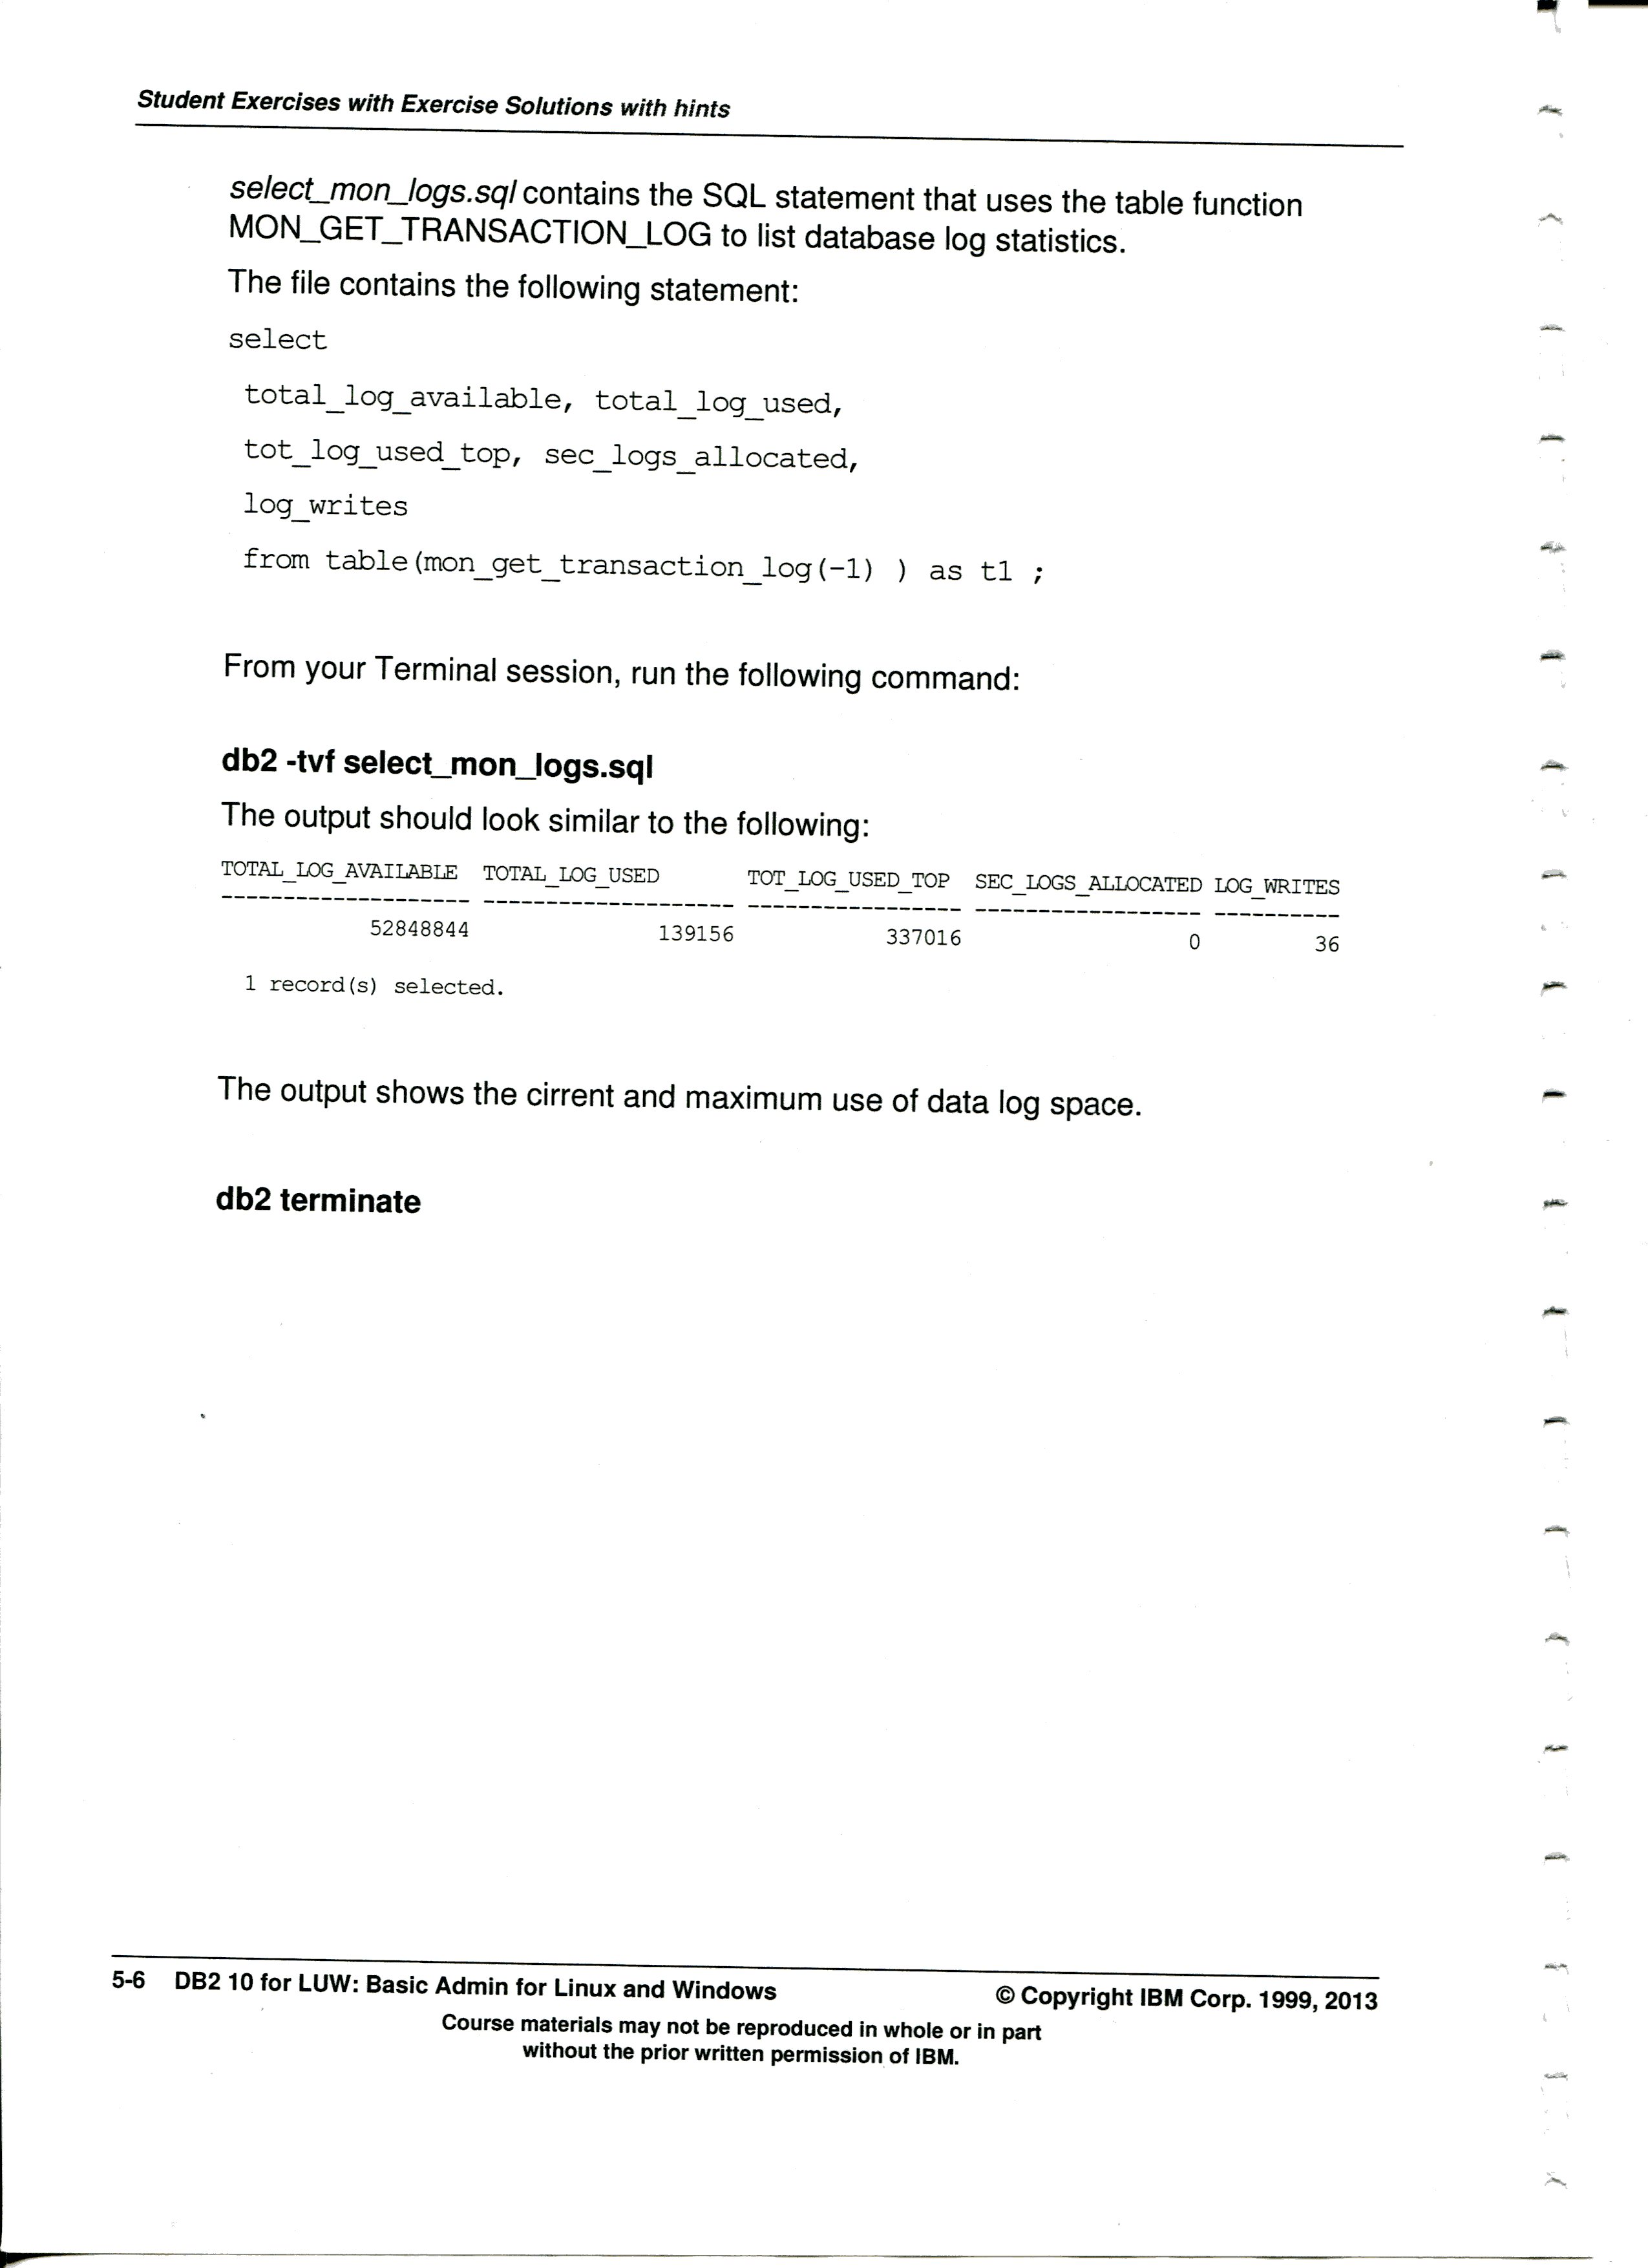 Student Exercises with Exercise Solutions with hints
select_mon_logs.sql contains the SQL statement that uses the table function
MON_GET_TRANSACTION_LOG to list database log statistics.
The file contains the following statement:
select
total_log_available, total_log_used,
tot_log_used_top, sec_logs_allocated,
log_writes
from table(mon_get_transaction_log(-1) ) as t1 ;
From your Terminal session, run the following command:
db2 -tvf select_mon_logs.sql
The output should look similar to the following:
TOTAL_LOG_AVAILABLE TOTAL_LOG_USED TOT_LOG_USED_TOP SEC_LOGS_ALLOCATED LOG_WRITES
-------------------- -------------------- ----------------- ------------------ ----------
52848844 139156 337016 0 36
1 record(s) selected.
The output shows the cirrent and maximum use of data log space.
db2 terminate
5-6 DB2 10 for LUW: Basic Admin for Linux and Windows © Copyright IBM Corp. 1999, 2013
Course materials may not be reproduced in whole or in part
without the prior written permission of IBM.